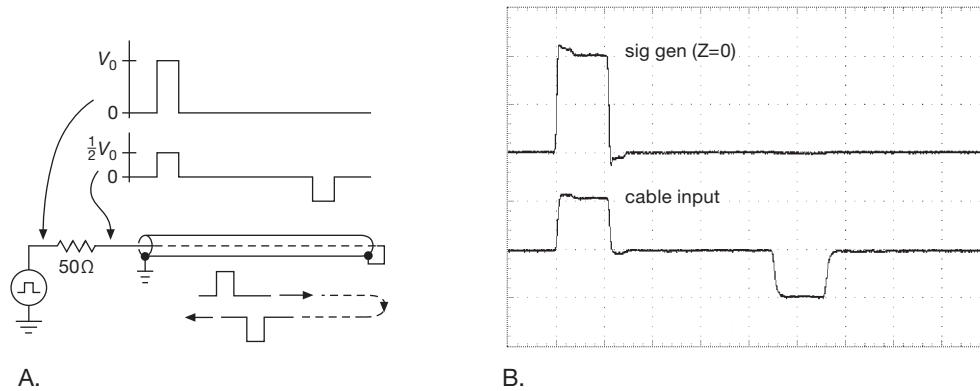 V₀
0
½V₀
0
50Ω
A.
sig gen (Z=0)
cable input
B.